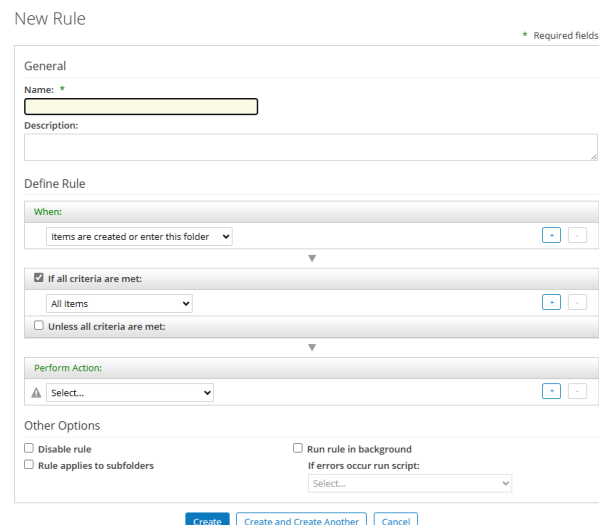 New Rule
* Required fields
General
Name: *
Description:
Define Rule
When:
Items are created or enter this folder
+ -
If all criteria are met:
All Items
+ -
Unless all criteria are met:
Perform Action:
Select...
+ -
Other Options
Disable rule
Run rule in background
Rule applies to subfolders
If errors occur run script:
Select...
Create
Create and Create Another
Cancel